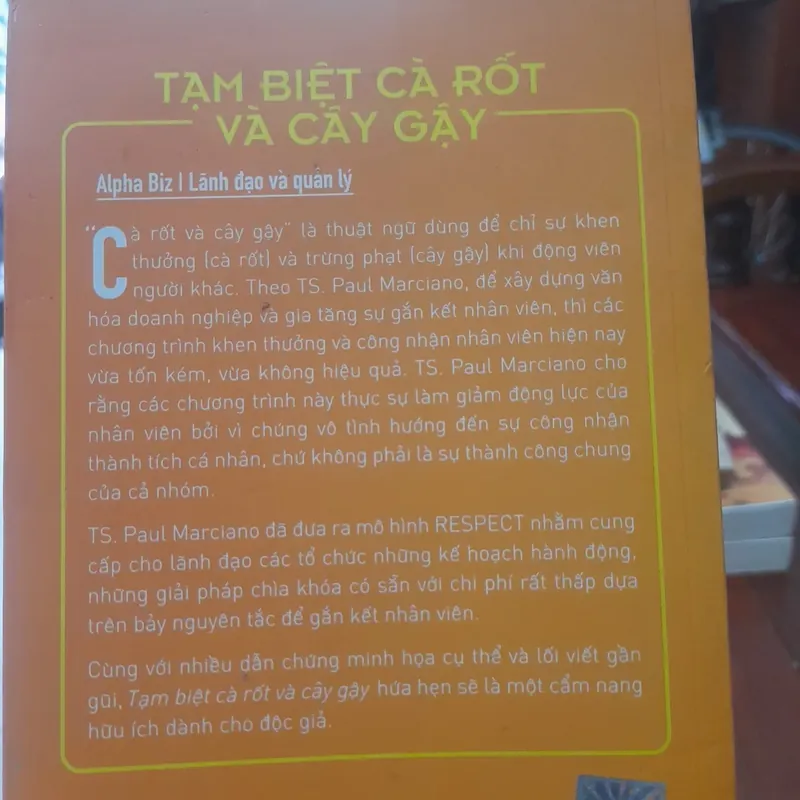 TẠM BIỆT CÀ RỐT
VÀ CÂY GẬY
Alpha Biz | Lãnh đạo và quản lý
"Cà rốt và cây gậy" là thuật ngữ dùng để chỉ sự khen
thưởng (cà rốt) và trừng phạt (cây gậy) khi động viên
người khác. Theo TS. Paul Marciano, để xây dựng văn
hóa doanh nghiệp và gia tăng sự gắn kết nhân viên, thì các
chương trình khen thưởng và công nhận nhân viên hiện nay
vừa tốn kém, vừa không hiệu quả. TS. Paul Marciano cho
rằng các chương trình này thực sự làm giảm động lực của
nhân viên bởi vì chúng vô tình hướng đến sự công nhận
thành tích cá nhân, chứ không phải là sự thành công chung
của cả nhóm.
TS. Paul Marciano đã đưa ra mô hình RESPECT nhằm cung
cấp cho lãnh đạo các tổ chức những kế hoạch hành động,
những giải pháp chìa khóa có sẵn với chi phí rất thấp dựa
trên bảy nguyên tắc để gắn kết nhân viên.
Cùng với nhiều dẫn chứng minh họa cụ thể và lối viết gần
gũi, Tạm biệt cà rốt và cây gậy hứa hẹn sẽ là một cẩm nang
hữu ích dành cho độc giả.